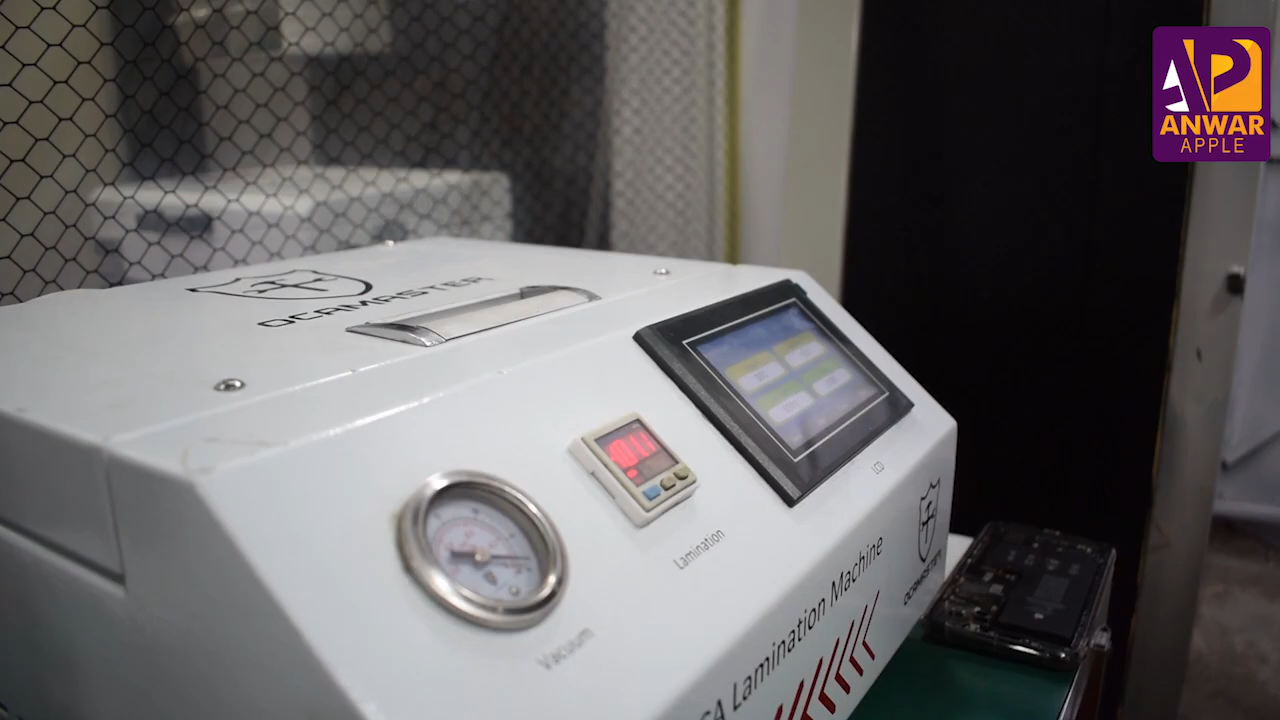 ANWAR
APPLE
OCAMASTER
LCD
Lamination
OCAMASTER
Vacuum
CA Lamination Machine